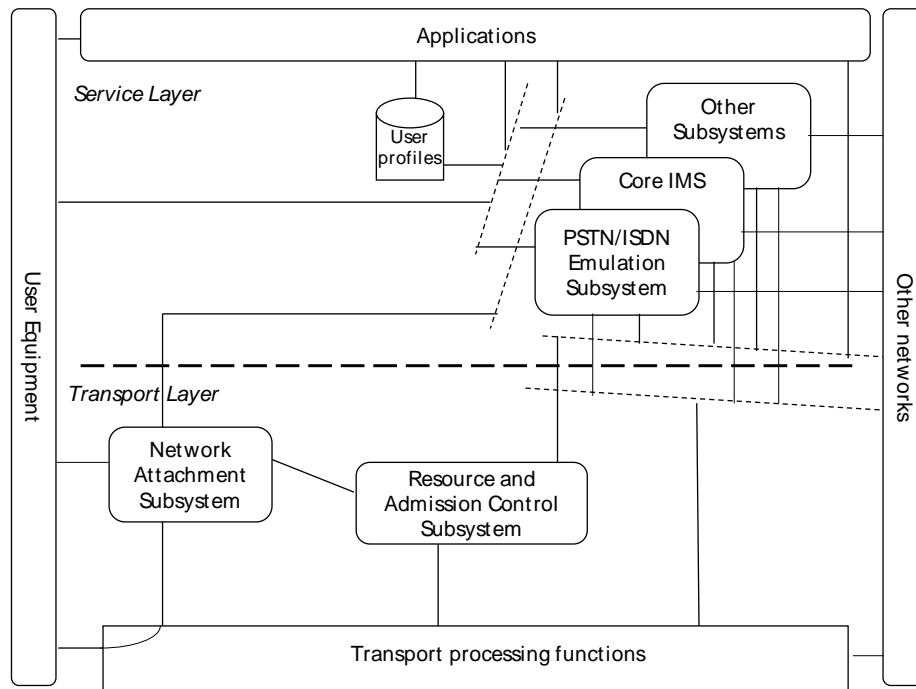 Applications
Service Layer
User
profiles
Other
Subsystems
Core IMS
PSTN/ISDN
Emulation
Subsystem
User Equipment
Other networks
Transport Layer
Network
Attachment
Subsystem
Resource and
Admission Control
Subsystem
Transport processing functions